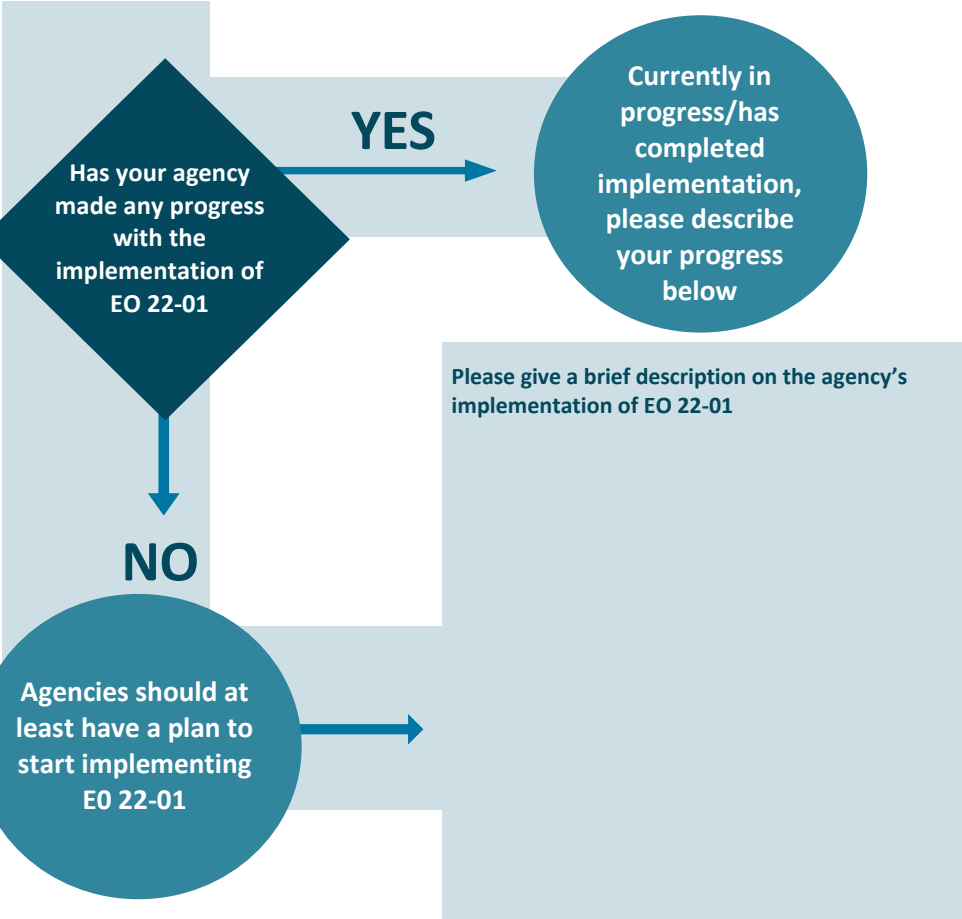 Has your agency
made any progress
with the
implementation of
EO 22-01
YES
Currently in
progress/has
completed
implementation,
please describe
your progress
below
Please give a brief description on the agency’s
implementation of EO 22-01
NO
Agencies should at
least have a plan to
start implementing
E0 22-01